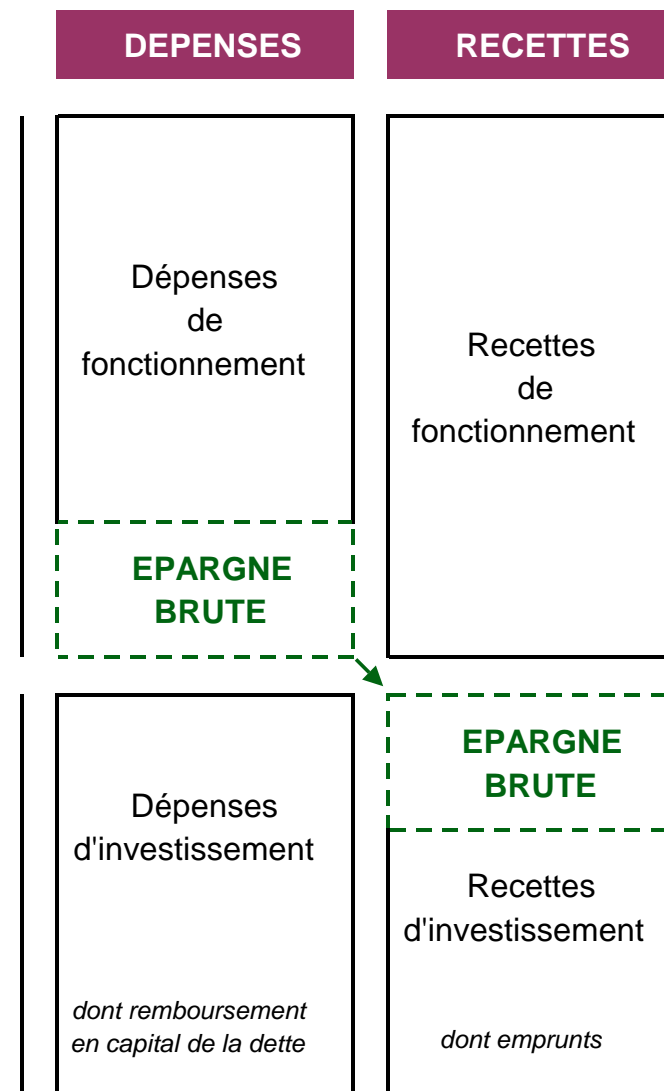 DEPENSES
RECETTES
Dépenses
de
fonctionnement
Recettes
de
fonctionnement
EPARGNE
BRUTE
EPARGNE
BRUTE
Dépenses
d'investissement
Recettes
d'investissement
dont remboursement
en capital de la dette
dont emprunts